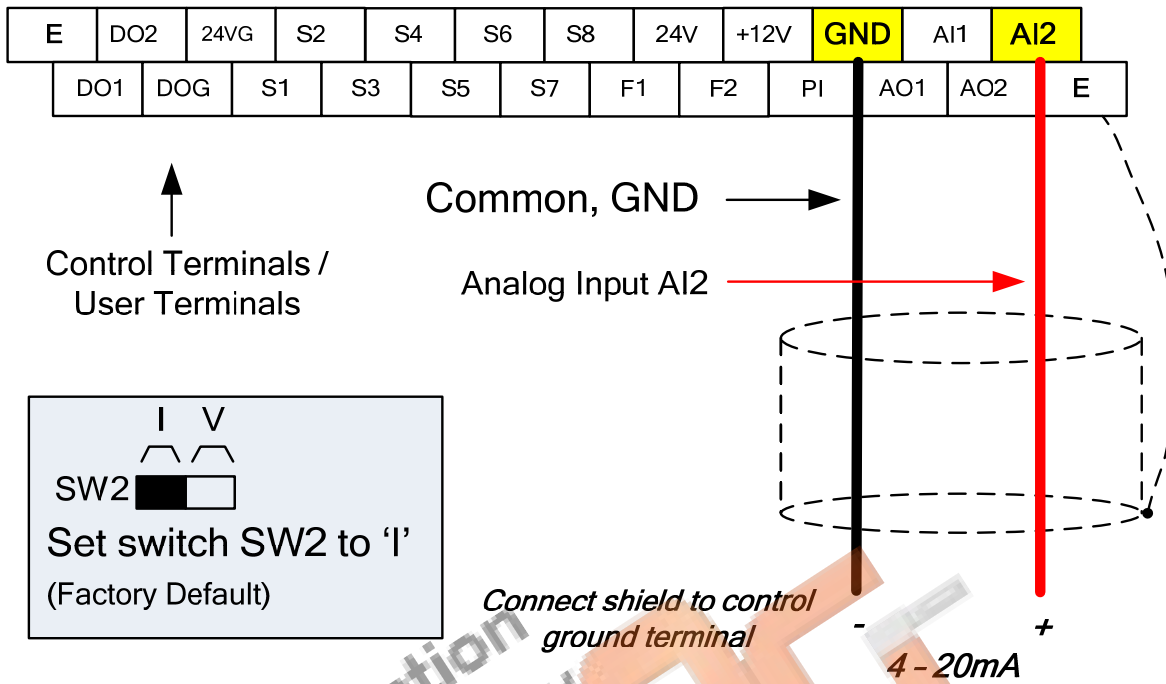 E DO2 24VG S2 S4 S6 S8 24V +12V GND AI1 AI2
DO1 DOG S1 S3 S5 S7 F1 F2 PI AO1 AO2 E
Common, GND
Control Terminals /
User Terminals
Analog Input AI2
I V
SW2
Set switch SW2 to ‘I’
(Factory Default)
Connect shield to control
ground terminal
- +
4 – 20mA